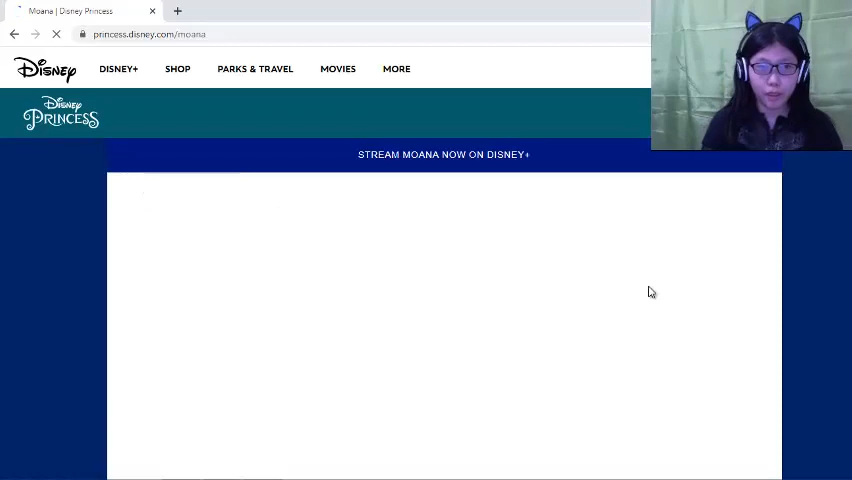 Moana | Disney Princess
princess.disney.com/moana
Disney
DISNEY+ SHOP PARKS & TRAVEL MOVIES MORE
Disney
PRINCESS
STREAM MOANA NOW ON DISNEY+